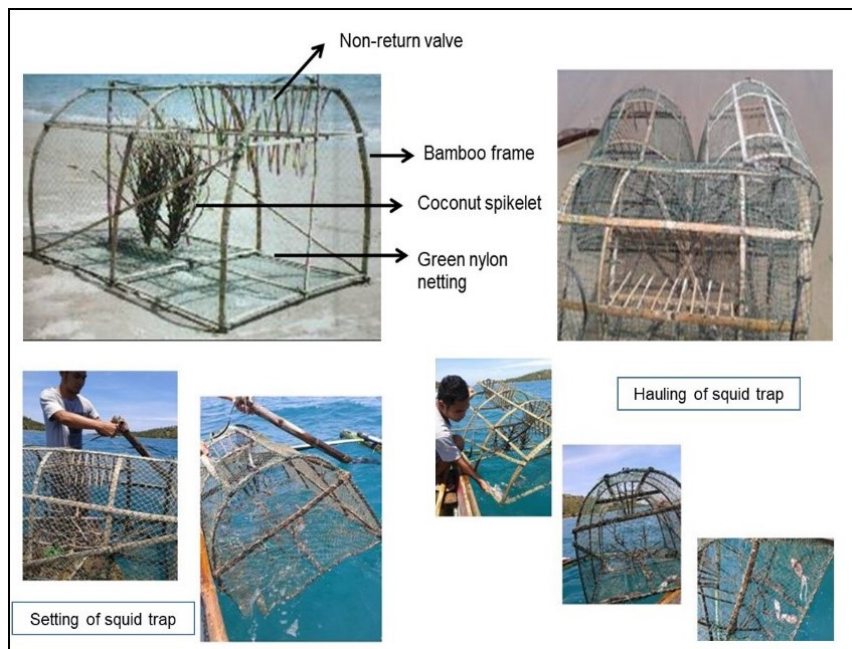 Non-return valve
Bamboo frame
Coconut spikelet
Green nylon
netting
Hauling of squid trap
Setting of squid trap